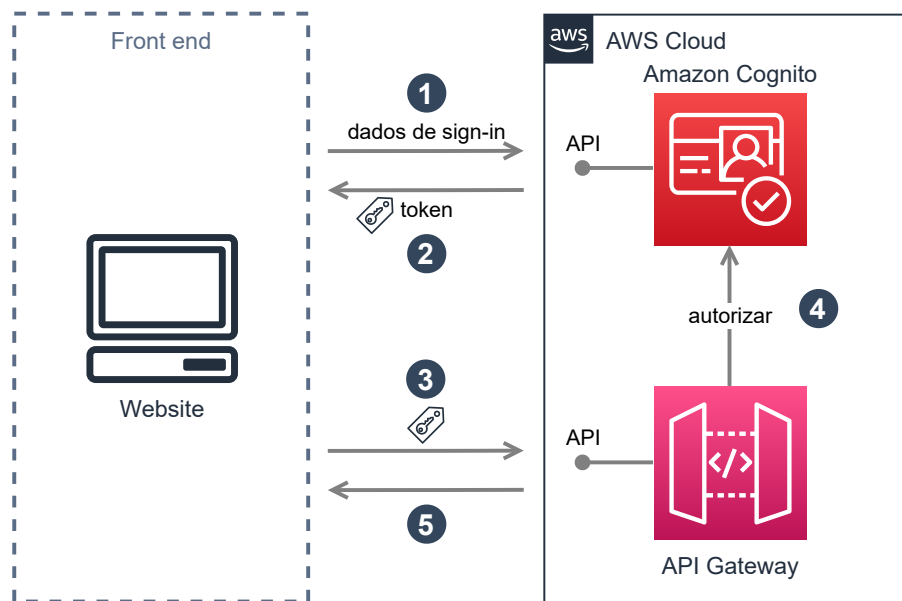 Front end
aws
AWS Cloud
Amazon Cognito
1
dados de sign-in
API
token
2
4
autorizar
3
Website
API
5
API Gateway